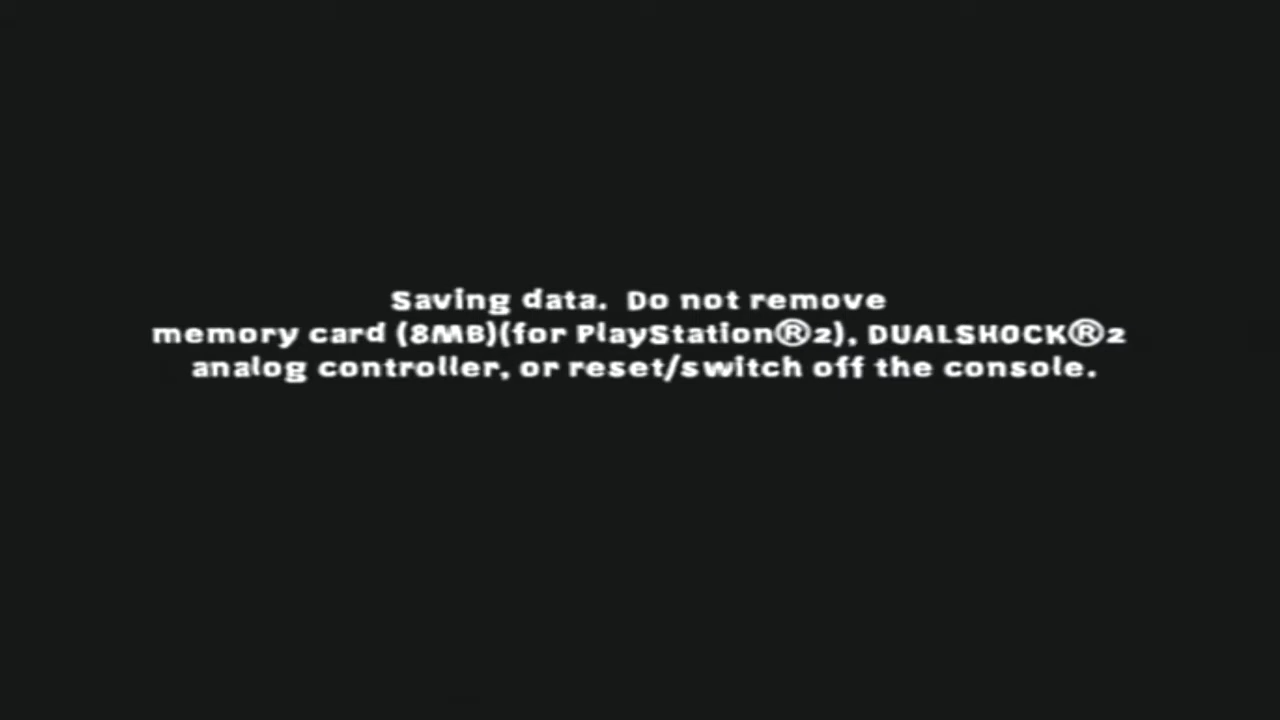 Saving data.  Do not remove
memory card (8MB)(for PlayStation®2), DUALSHOCK®2
analog controller, or reset/switch off the console.